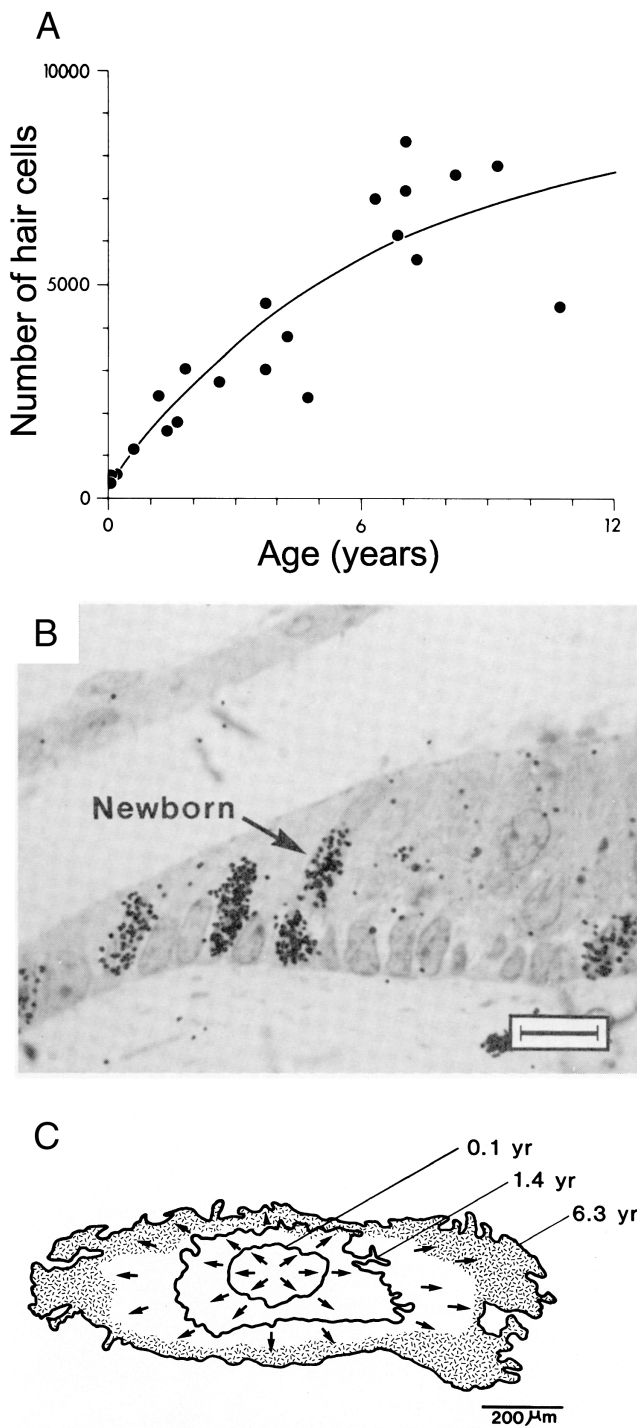 A
10000
5000
0
Number of hair cells
0
6
12
Age (years)
B
Newborn
C
0.1 yr
1.4 yr
6.3 yr
200 μm